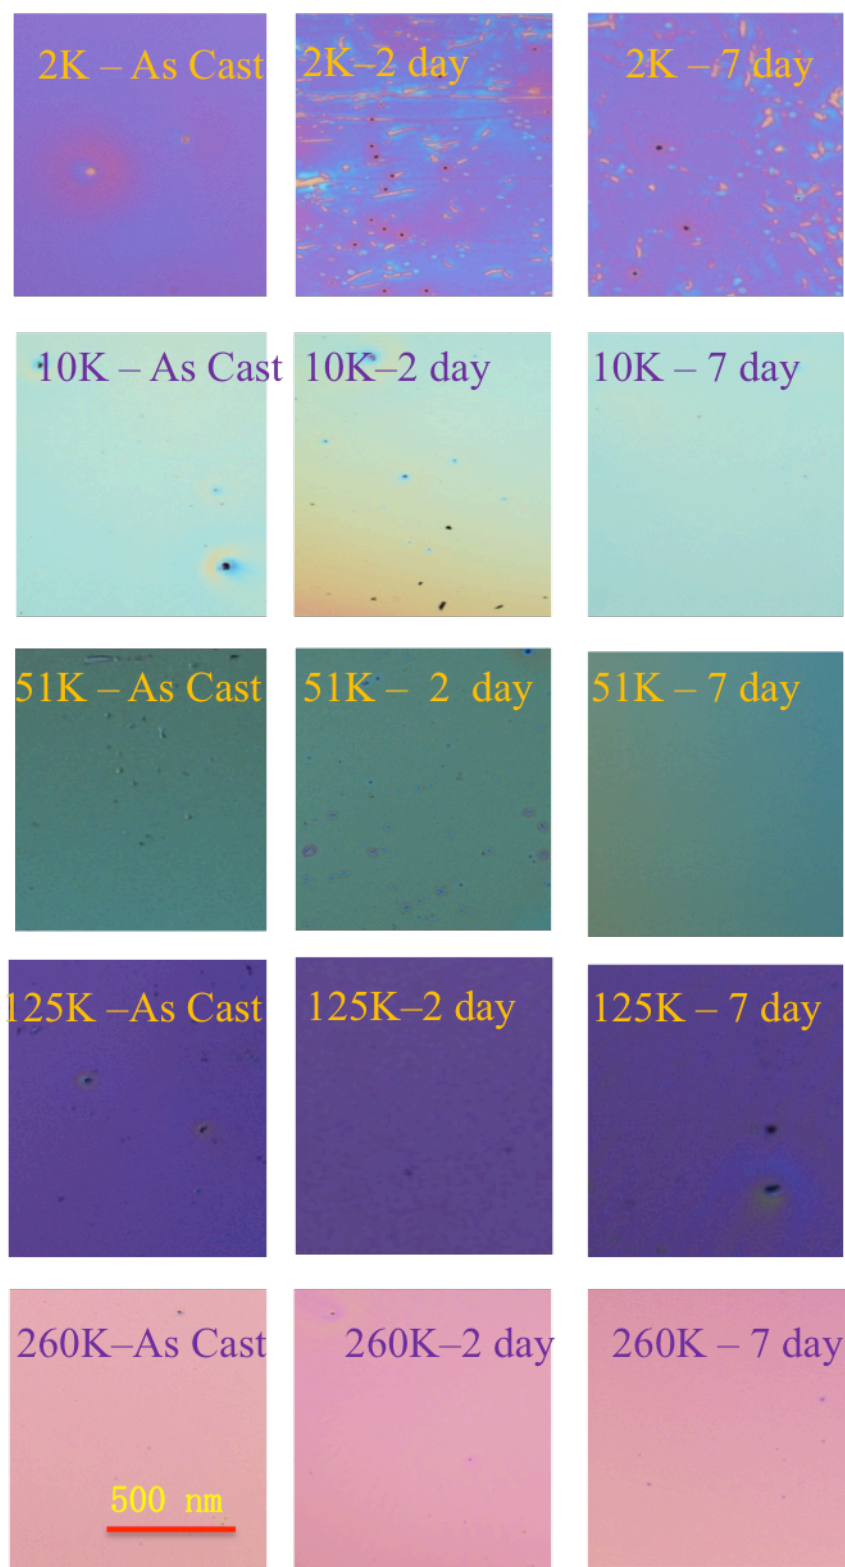 2K – As Cast
2K–2 day
2K – 7 day
10K – As Cast
10K–2 day
10K – 7 day
51K – As Cast
51K – 2 day
51K – 7 day
125K –As Cast
125K–2 day
125K – 7 day
260K–As Cast
260K–2 day
260K – 7 day
500 nm